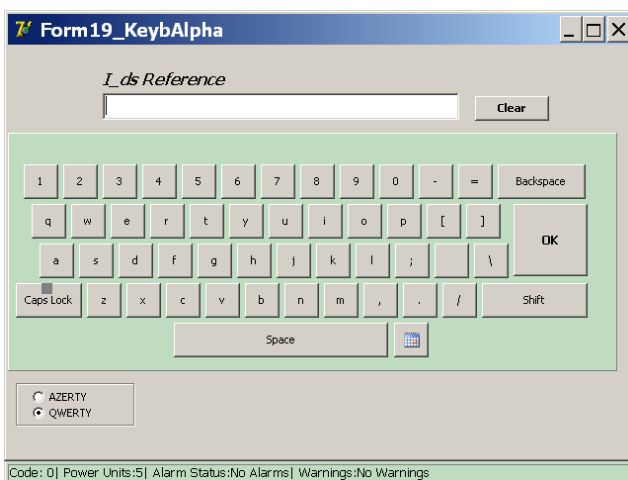 Form19_KeybAlpha
I_ds Reference
Clear
1 2 3 4 5 6 7 8 9 0 - = Backspace
q w e r t y u i o p [ ]
OK
a s d f g h j k l ; \
Caps Lock z x c v b n m , . / Shift
Space
AZERTY
QWERTY
Code: 0| Power Units:5| Alarm Status:No Alarms| Warnings:No Warnings